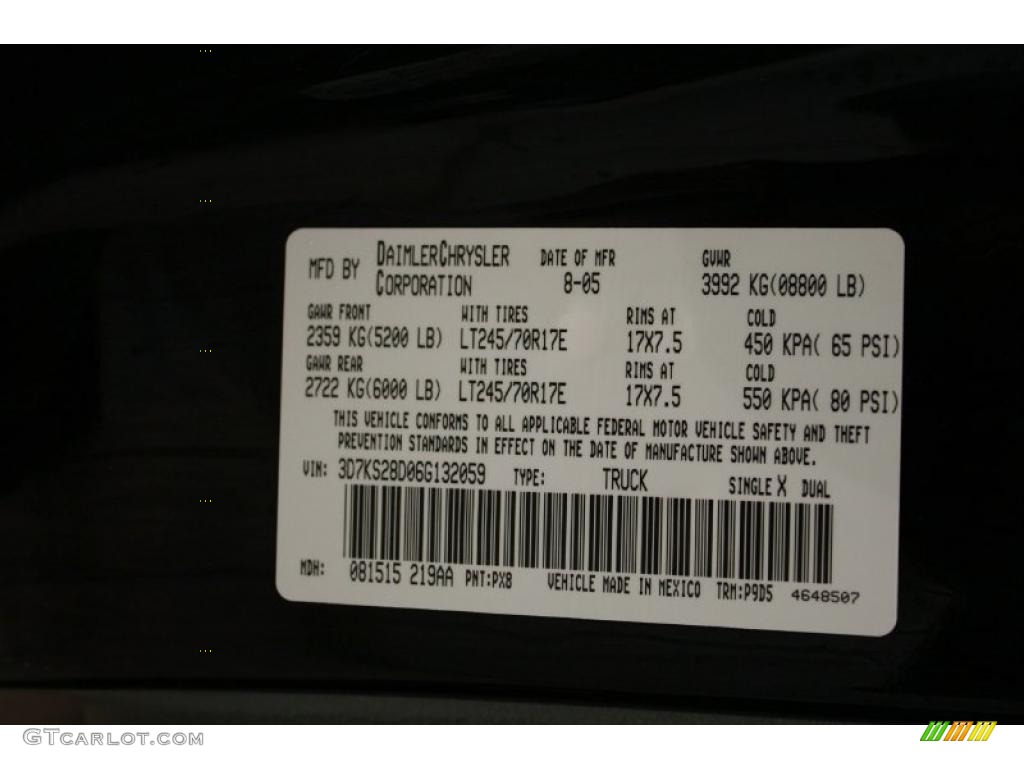 MFD BY DAIMLERCHRYSLER CORPORATION DATE OF MFR 8-05 GVWR 3992 KG(08800 LB)
GAWR FRONT WITH TIRES RIMS AT COLD
2359 KG(5200 LB) LT245/70R17E 17X7.5 450 KPA( 65 PSI)
GAWR REAR WITH TIRES RIMS AT COLD
2722 KG(6000 LB) LT245/70R17E 17X7.5 550 KPA( 80 PSI)
THIS VEHICLE CONFORMS TO ALL APPLICABLE FEDERAL MOTOR VEHICLE SAFETY AND THEFT
PREVENTION STANDARDS IN EFFECT ON THE DATE OF MANUFACTURE SHOWN ABOVE.
VIN: 3D7KS28D06G132059 TYPE: TRUCK SINGLE X DUAL
MDH: 081515 219AA PNT:PX8 VEHICLE MADE IN MEXICO TRM:P9D5 4648507
GTCARLOT.COM